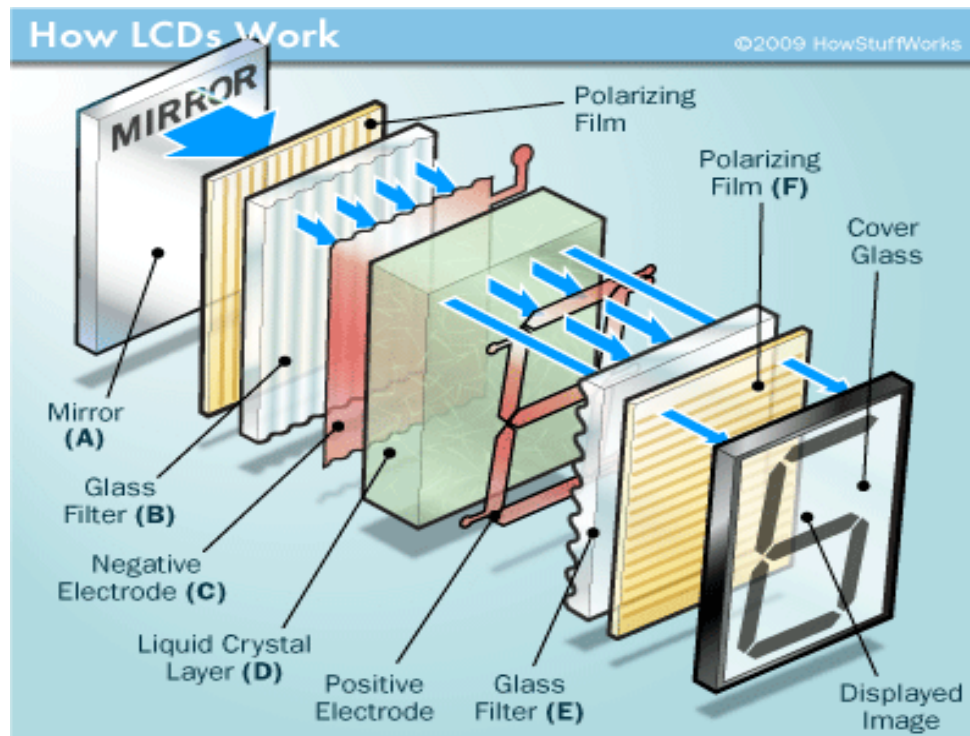 How LCDs Work
©2009 HowStuffWorks
MIRROR
Polarizing
Film
Polarizing
Film (F)
Cover
Glass
Mirror
(A)
Glass
Filter (B)
Negative
Electrode (C)
Liquid Crystal
Layer (D)
Positive
Electrode
Glass
Filter (E)
Displayed
Image